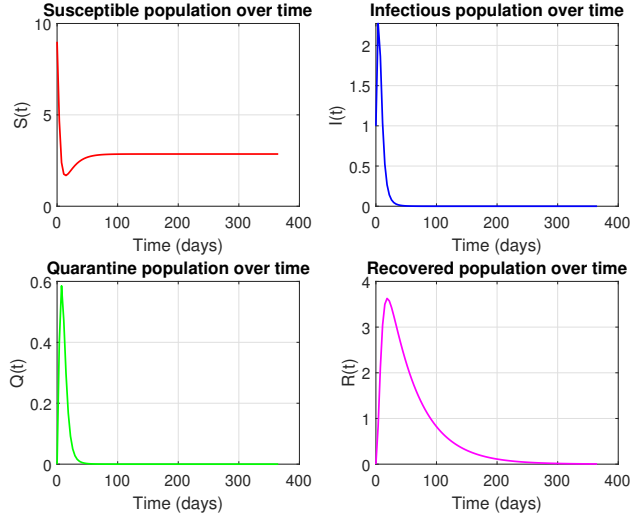 Susceptible population over time
10
5
0
S(t)
0 100 200 300 400
Time (days)
Infectious population over time
2
1.5
1
0.5
0
I(t)
0 100 200 300 400
Time (days)
Quarantine population over time
0.6
0.4
0.2
0
Q(t)
0 100 200 300 400
Time (days)
Recovered population over time
4
3
2
1
0
R(t)
0 100 200 300 400
Time (days)